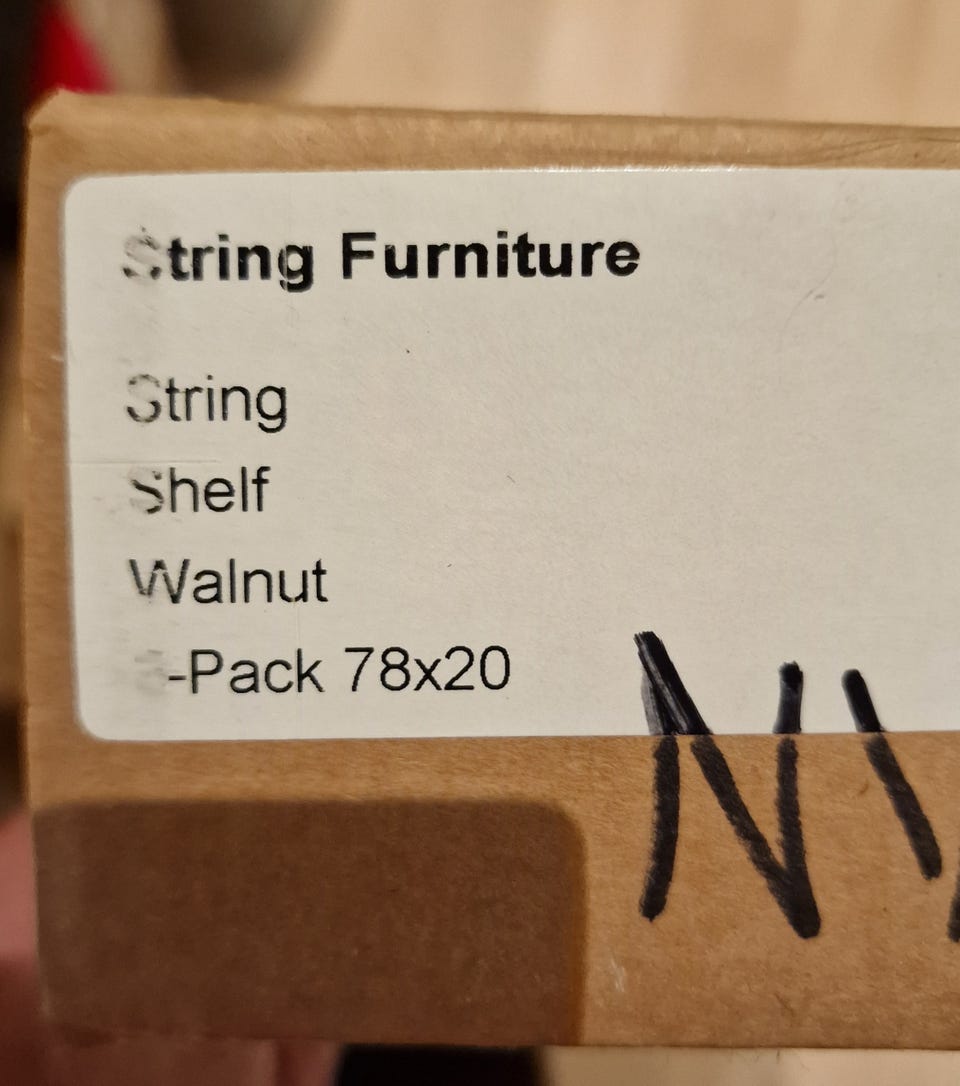 String Furniture
String
Shelf
Walnut
-Pack 78x20